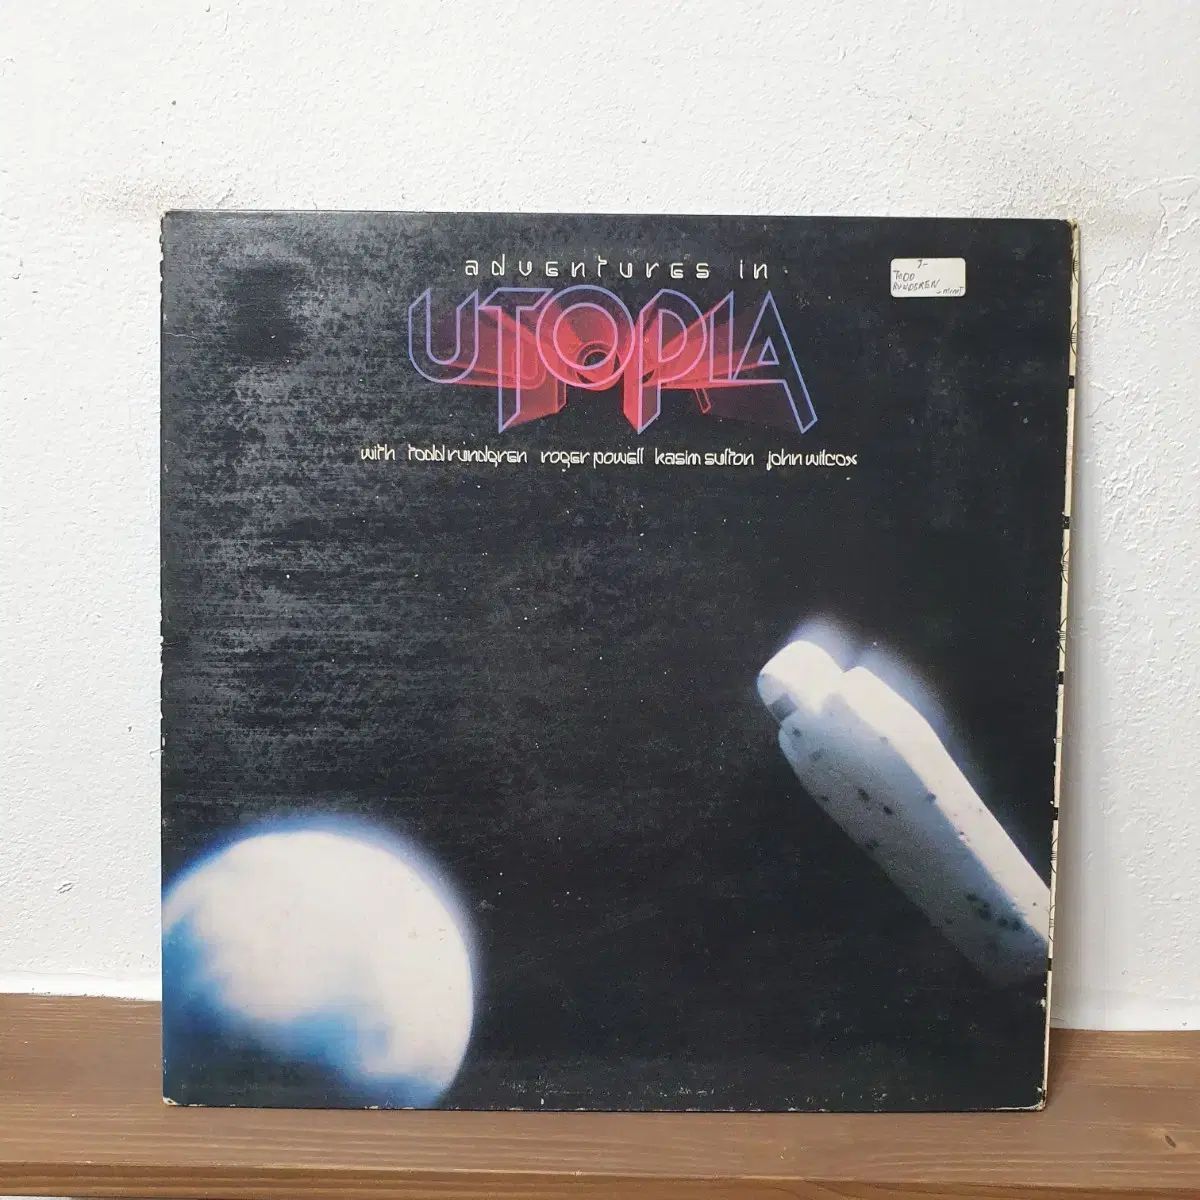 adventures in
UTOPIA
with todd rundgren roger powell kasim sulton john wilcox
TODD
RUNDGREN